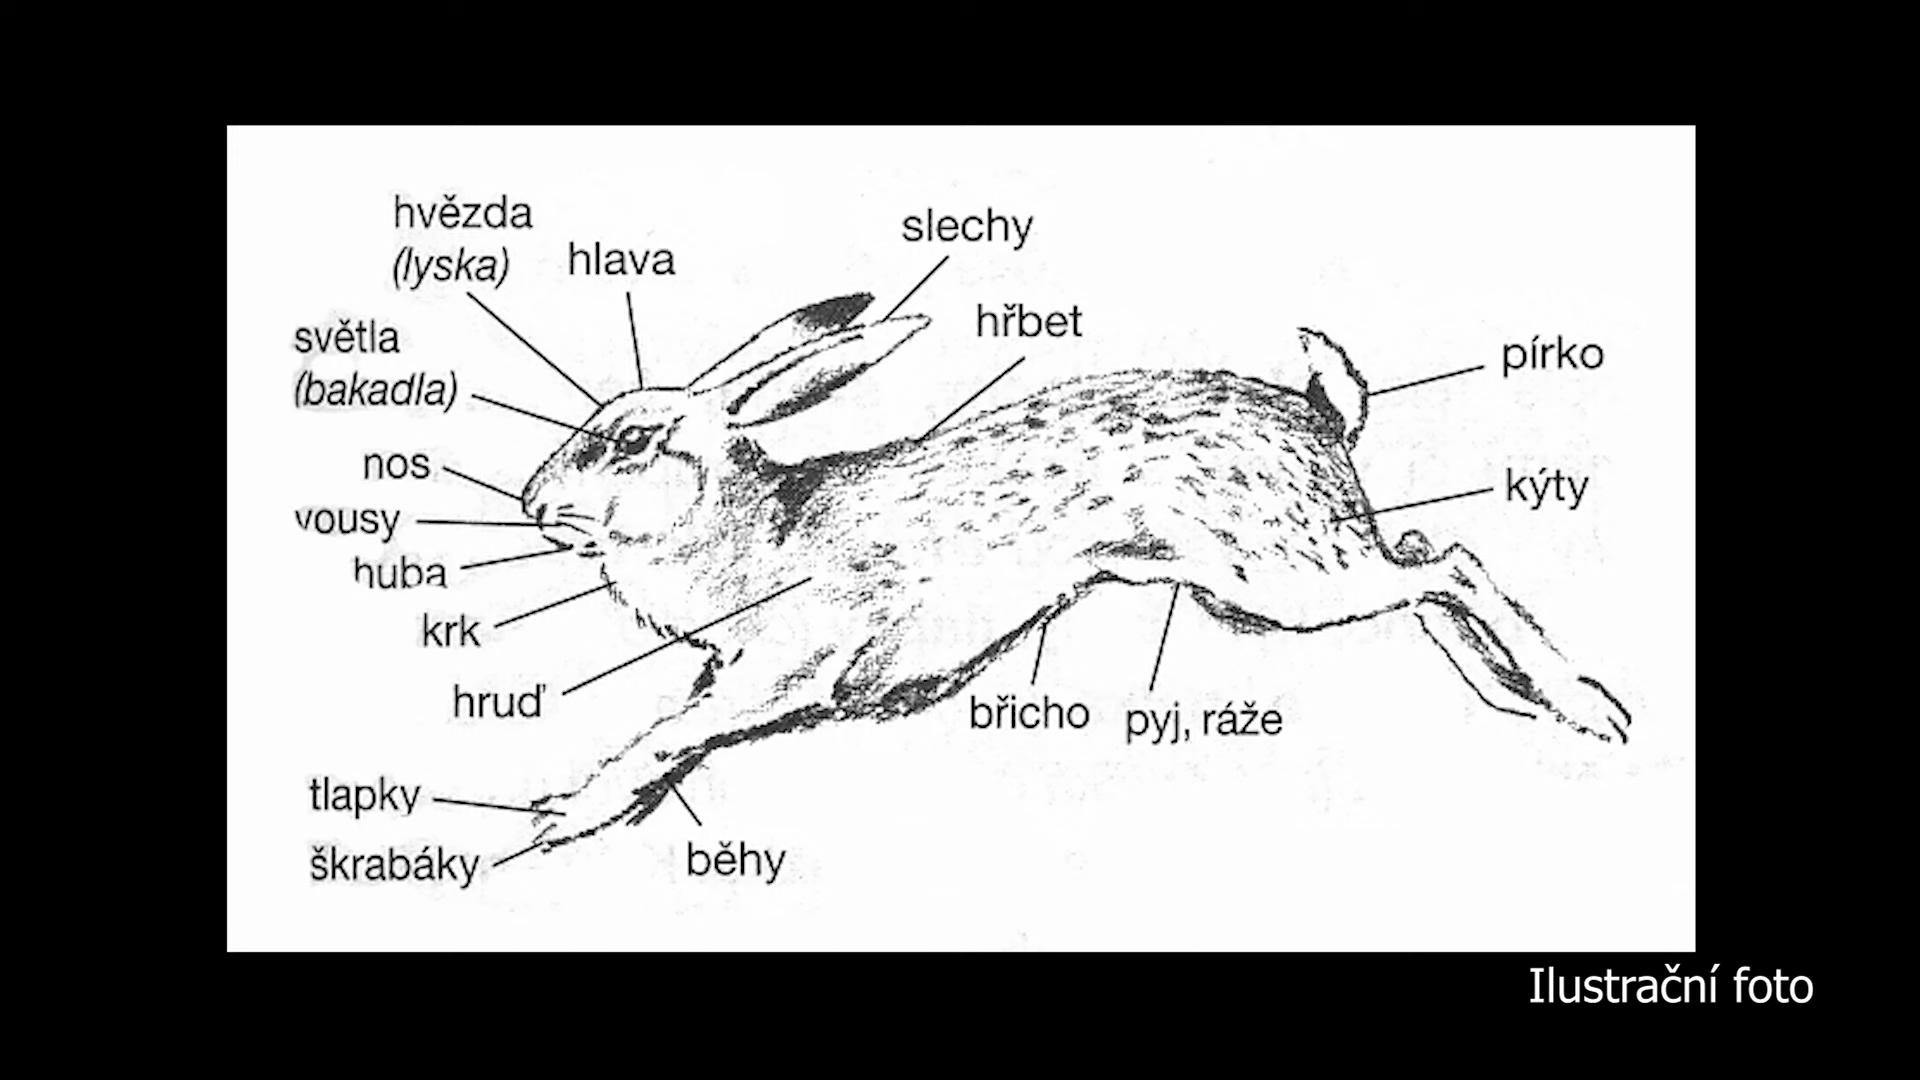 hvězda
(lyska)
hlava
slechy
světla
(bakadla)
hřbet
pírko
nos
kýty
vousy
huba
krk
hruď
břicho
pyj, ráže
tlapky
škrabáky
běhy
Ilustrační foto